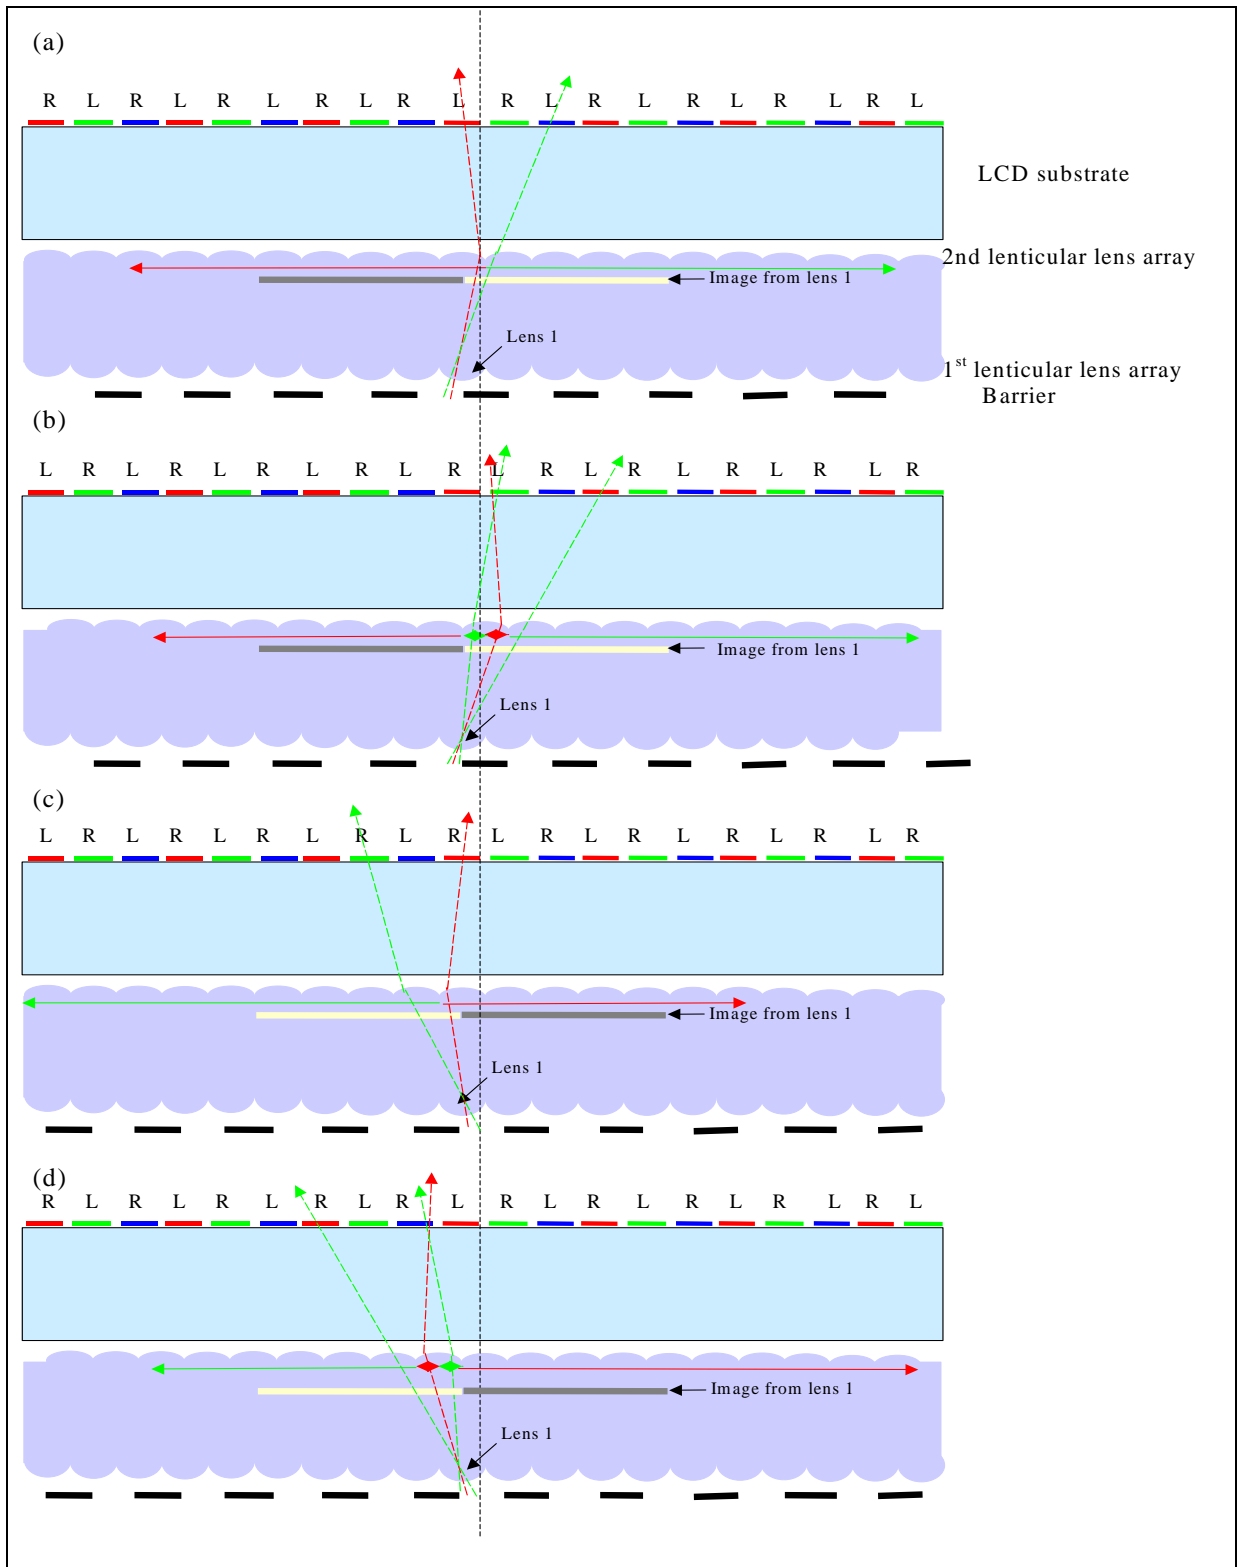 (a)
R L R L R L R L R L R L R L R L R L R L
LCD substrate
2nd lenticular lens array
Image from lens 1
Lens 1
1st lenticular lens array
Barrier
(b)
L R L R L R L R L R L R L R L R L R L R
Image from lens 1
Lens 1
(c)
L R L R L R L R L R L R L R L R L R L R
Image from lens 1
Lens 1
(d)
R L R L R L R L R L R L R L R L R L R L
Image from lens 1
Lens 1